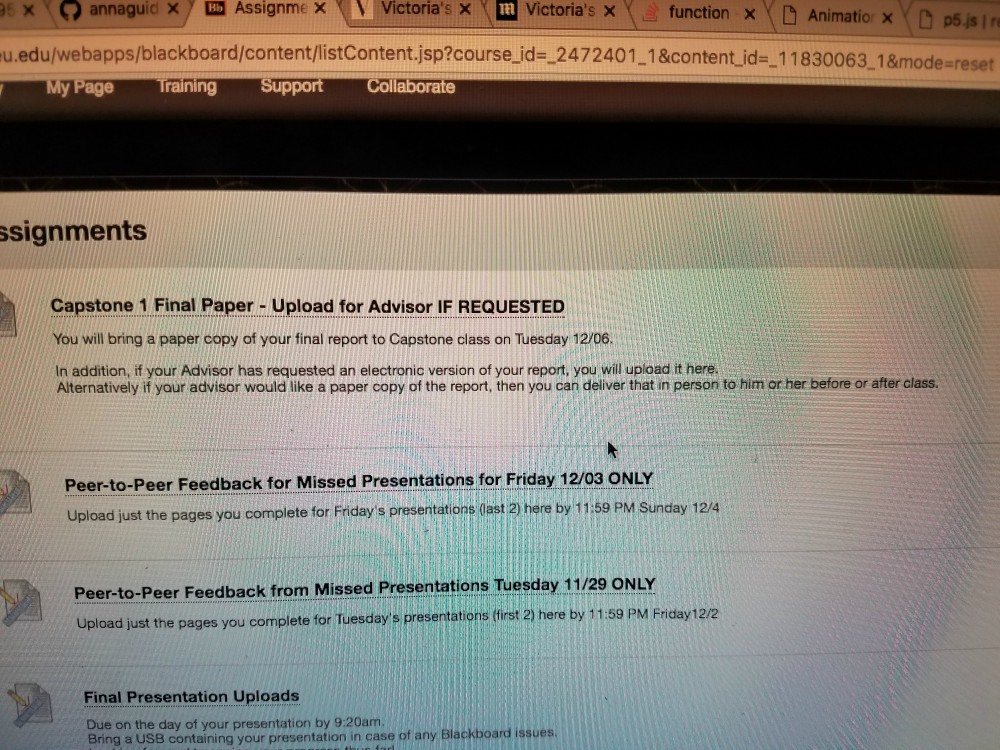 annaguid
Bb Assignme
V Victoria's
m Victoria's
function
Animation
p5.js | r
u.edu/webapps/blackboard/content/listContent.jsp?course_id=_2472401_1&content_id=_11830063_1&mode=reset
My Page Training Support Collaborate
ssignments
Capstone 1 Final Paper - Upload for Advisor IF REQUESTED
You will bring a paper copy of your final report to Capstone class on Tuesday 12/06.
In addition, if your Advisor has requested an electronic version of your report, you will upload it here.
Alternatively if your advisor would like a paper copy of the report, then you can deliver that in person to him or her before or after class.
Peer-to-Peer Feedback for Missed Presentations for Friday 12/03 ONLY
Upload just the pages you complete for Friday's presentations (last 2) here by 11:59 PM Sunday 12/4
Peer-to-Peer Feedback from Missed Presentations Tuesday 11/29 ONLY
Upload just the pages you complete for Tuesday's presentations (first 2) here by 11:59 PM Friday12/2
Final Presentation Uploads
Due on the day of your presentation by 9:20am.
Bring a USB containing your presentation in case of any Blackboard issues.